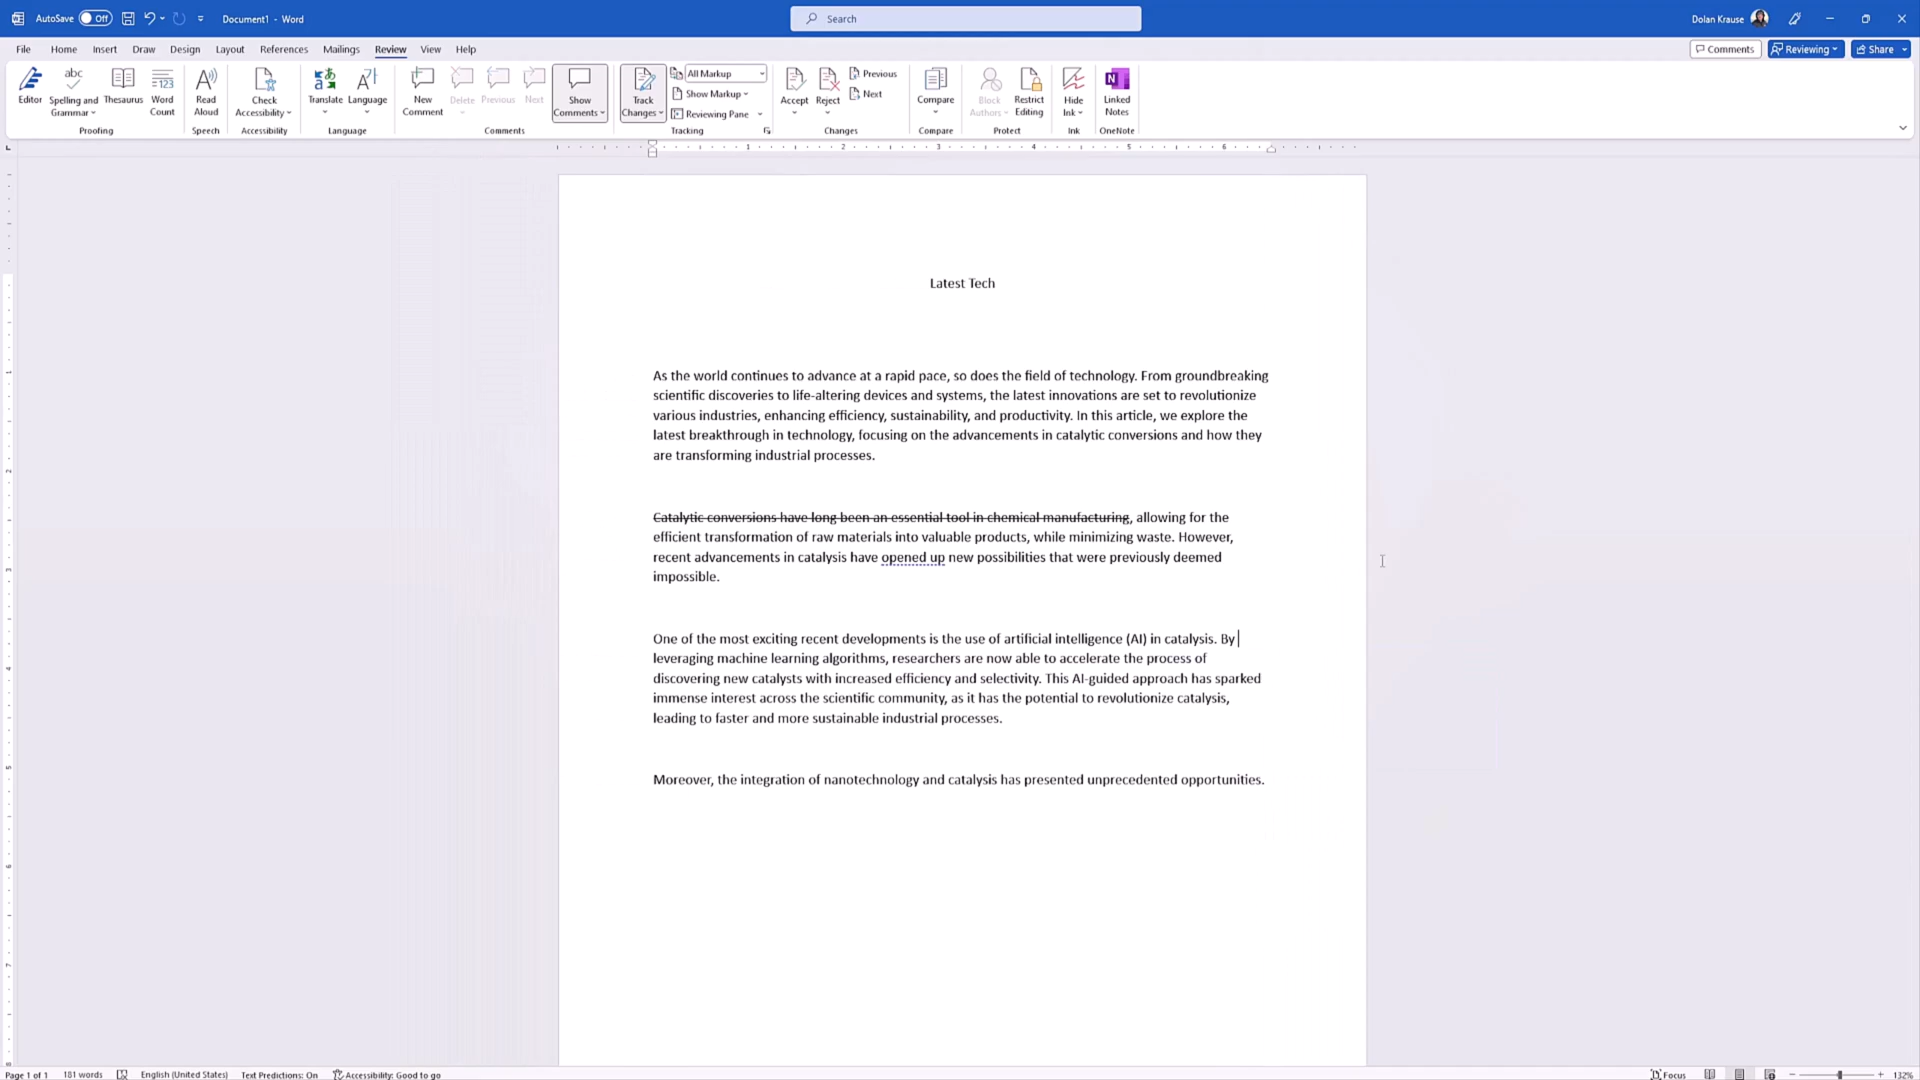 AutoSave Off Document1 - Word Search Dolan Krause
File Home Insert Draw Design Layout References Mailings Review View Help Comments Reviewing Share
Editor
Spelling and Grammar
Thesaurus
Word Count
Proofing
Read Aloud
Speech
Check Accessibility
Accessibility
Translate
Language
Language
New Comment
Delete
Previous
Next
Show Comments
Comments
Track Changes
All Markup
Show Markup
Reviewing Pane
Tracking
Accept
Reject
Previous
Next
Changes
Compare
Compare
Block Authors
Restrict Editing
Protect
Hide Ink
Ink
Linked Notes
OneNote
1 2 3 4 5 6
Latest Tech
As the world continues to advance at a rapid pace, so does the field of technology. From groundbreaking
scientific discoveries to life-altering devices and systems, the latest innovations are set to revolutionize
various industries, enhancing efficiency, sustainability, and productivity. In this article, we explore the
latest breakthrough in technology, focusing on the advancements in catalytic conversions and how they
are transforming industrial processes.
Catalytic conversions have long been an essential tool in chemical manufacturing, allowing for the
efficient transformation of raw materials into valuable products, while minimizing waste. However,
recent advancements in catalysis have opened up new possibilities that were previously deemed
impossible.
One of the most exciting recent developments is the use of artificial intelligence (AI) in catalysis. By
leveraging machine learning algorithms, researchers are now able to accelerate the process of
discovering new catalysts with increased efficiency and selectivity. This AI-guided approach has sparked
immense interest across the scientific community, as it has the potential to revolutionize catalysis,
leading to faster and more sustainable industrial processes.
Moreover, the integration of nanotechnology and catalysis has presented unprecedented opportunities.
Page 1 of 1 181 words English (United States) Text Predictions: On Accessibility: Good to go Focus 132%